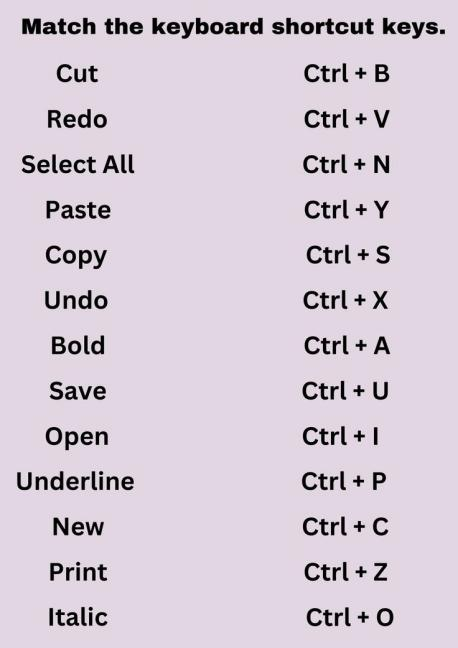 Match the keyboard shortcut keys.
Cut Ctrl + B
Redo Ctrl + V
Select All Ctrl + N
Paste Ctrl + Y
Copy Ctrl + S
Undo Ctrl + X
Bold Ctrl + A
Save Ctrl + U
Open Ctrl + I
Underline Ctrl + P
New Ctrl + C
Print Ctrl + Z
Italic Ctrl + O